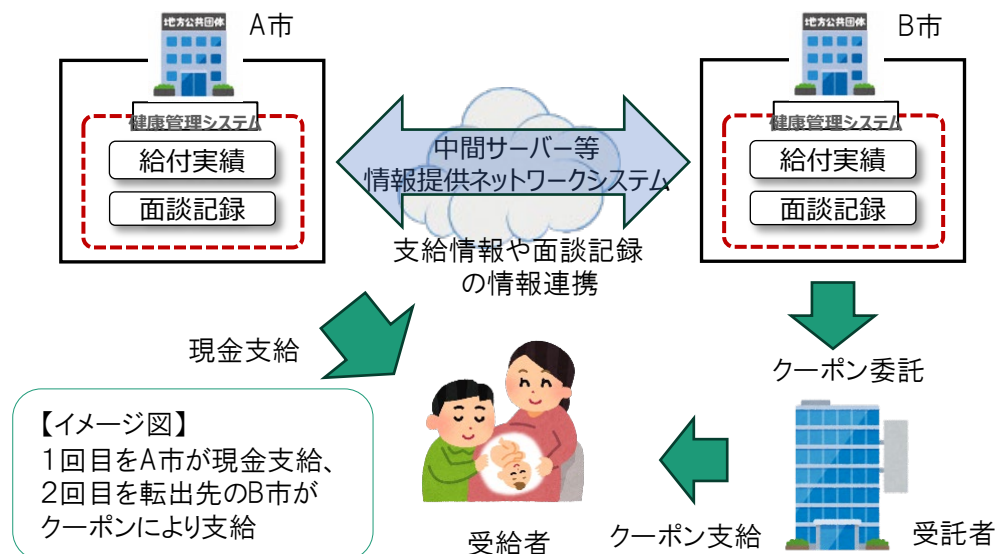 地方公共団体
A市
健康管理システム
給付実績
面談記録
中間サーバー等
情報提供ネットワークシステム
支給情報や面談記録
の情報連携
地方公共団体
B市
健康管理システム
給付実績
面談記録
現金支給
クーポン委託
【イメージ図】
1回目をA市が現金支給、
2回目を転出先のB市が
クーポンにより支給
受給者
クーポン支給
受託者